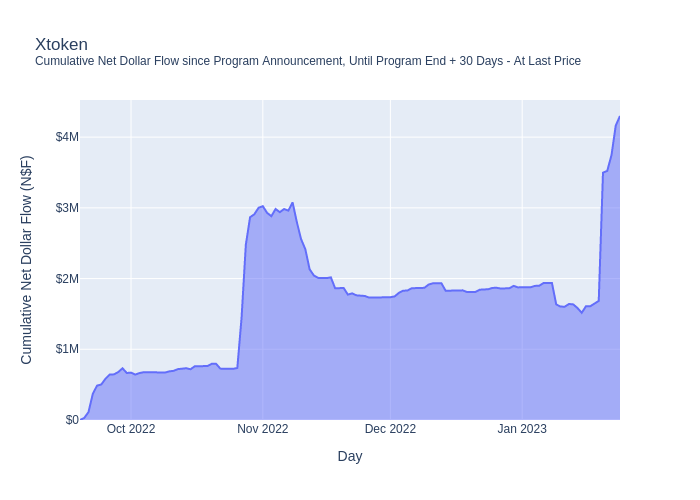 Xtoken
Cumulative Net Dollar Flow since Program Announcement, Until Program End + 30 Days - At Last Price
Cumulative Net Dollar Flow (N$F)
$4M
$3M
$2M
$1M
$0
Oct 2022
Nov 2022
Dec 2022
Jan 2023
Day